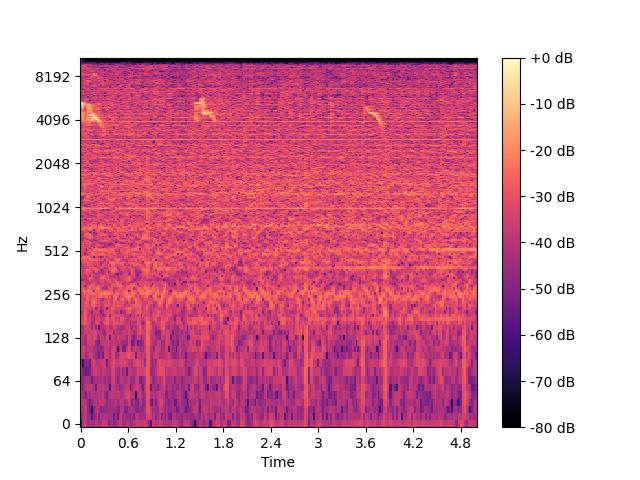 8192
4096
2048
1024
512
256
128
64
0
Hz
0 0.6 1.2 1.8 2.4 3 3.6 4.2 4.8
Time
+0 dB
-10 dB
-20 dB
-30 dB
-40 dB
-50 dB
-60 dB
-70 dB
-80 dB